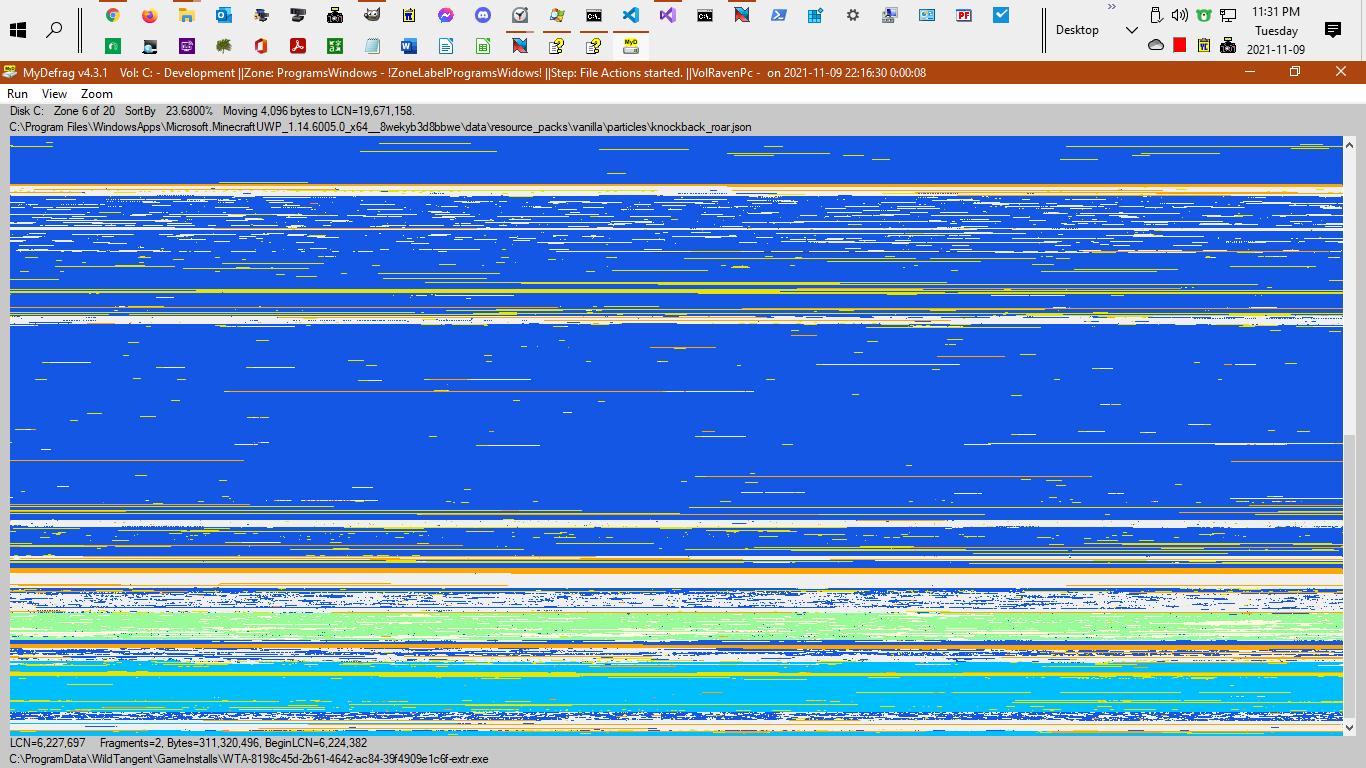 11:31 PM
Desktop
Tuesday
2021-11-09
MyDefrag v4.3.1 Vol: C: - Development ||Zone: ProgramsWindows - !ZoneLabelProgramsWidows! ||Step: File Actions started. ||VolRavenPc - on 2021-11-09 22:16:30 0:00:08
Run View Zoom
Disk C: Zone 6 of 20 SortBy 23.6800% Moving 4,096 bytes to LCN=19,671,158.
C:\Program Files\WindowsApps\Microsoft.MinecraftUWP_1.14.6005.0_x64__8wekyb3d8bbwe\data\resource_packs\vanilla\particles\knockback_roar.json
LCN=6,227,697 Fragments=2, Bytes=311,320,496, BeginLCN=6,224,382
C:\ProgramData\WildTangent\GameInstalls\WTA-8198c45d-2b61-4642-ac84-39f4909e1c6f-extr.exe